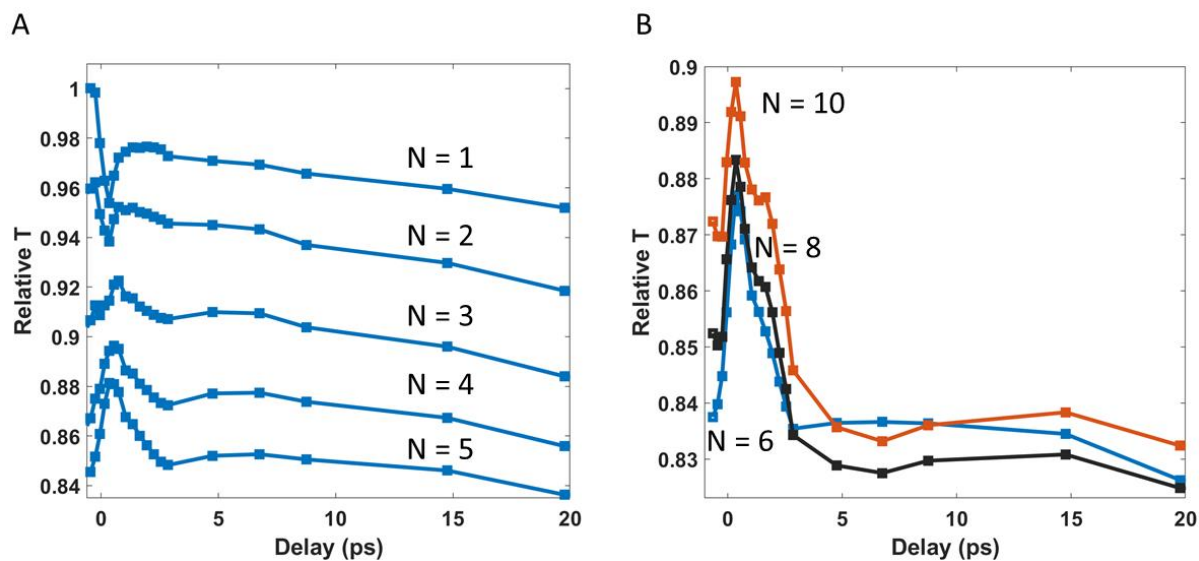 A
B
Relative T
1
0.98
0.96
0.94
0.92
0.9
0.88
0.86
0.84
N = 1
N = 2
N = 3
N = 4
N = 5
0
5
10
15
20
Delay (ps)
Relative T
0.9
0.89
0.88
0.87
0.86
0.85
0.84
0.83
N = 10
N = 8
N = 6
0
5
10
15
20
Delay (ps)